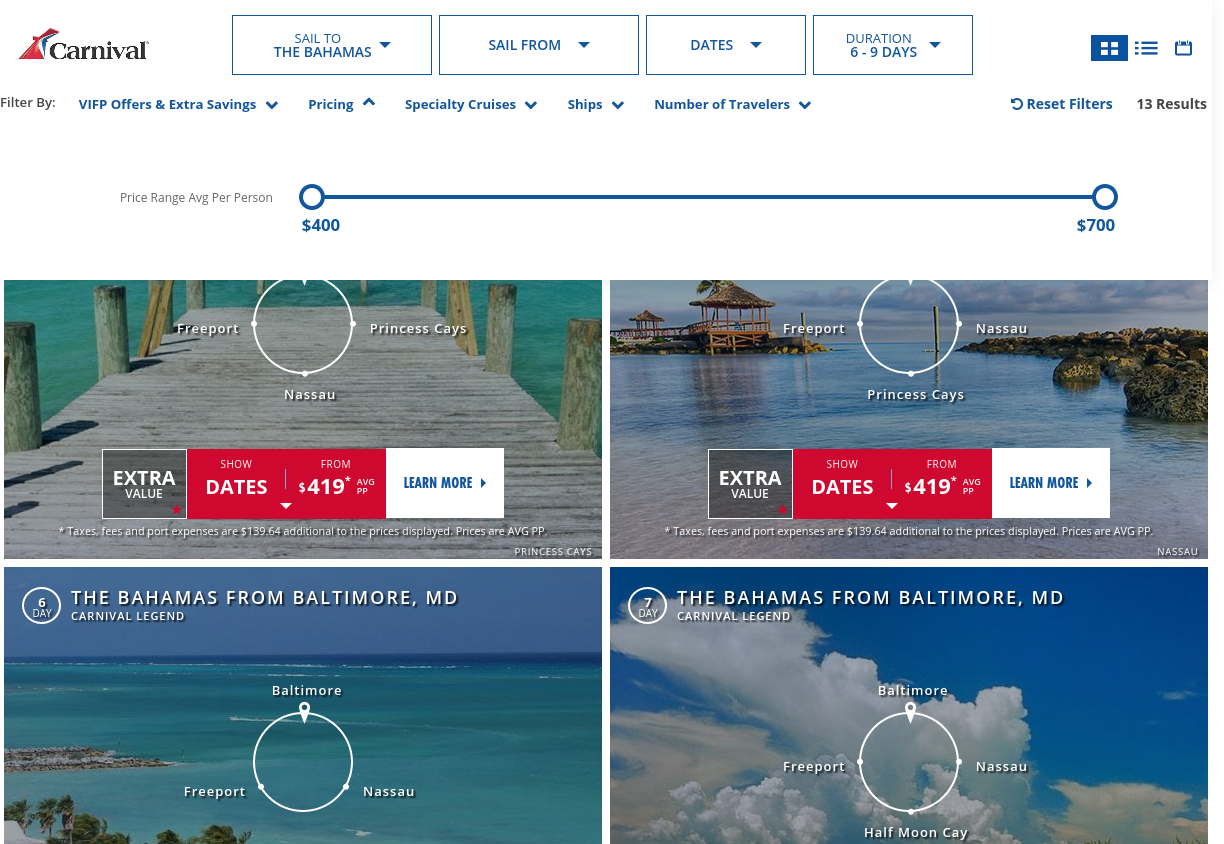 Carnival
SAIL TO
THE BAHAMAS
SAIL FROM
DATES
DURATION
6 - 9 DAYS
Filter By:
VIFP Offers & Extra Savings
Pricing
Specialty Cruises
Ships
Number of Travelers
Reset Filters
13 Results
Price Range Avg Per Person
$400
$700
Freeport
Princess Cays
Nassau
EXTRA
VALUE
SHOW
DATES
FROM
$419* AVG
PP
LEARN MORE
* Taxes, fees and port expenses are $139.64 additional to the prices displayed. Prices are AVG PP.
PRINCESS CAYS
Freeport
Nassau
Princess Cays
EXTRA
VALUE
SHOW
DATES
FROM
$419* AVG
PP
LEARN MORE
* Taxes, fees and port expenses are $139.64 additional to the prices displayed. Prices are AVG PP.
NASSAU
6
DAY
THE BAHAMAS FROM BALTIMORE, MD
CARNIVAL LEGEND
Baltimore
Freeport
Nassau
7
DAY
THE BAHAMAS FROM BALTIMORE, MD
CARNIVAL LEGEND
Baltimore
Freeport
Nassau
Half Moon Cay